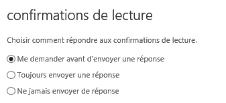 confirmations de lecture
Choisir comment répondre aux confirmations de lecture.
Me demander avant d'envoyer une réponse
Toujours envoyer une réponse
Ne jamais envoyer de réponse